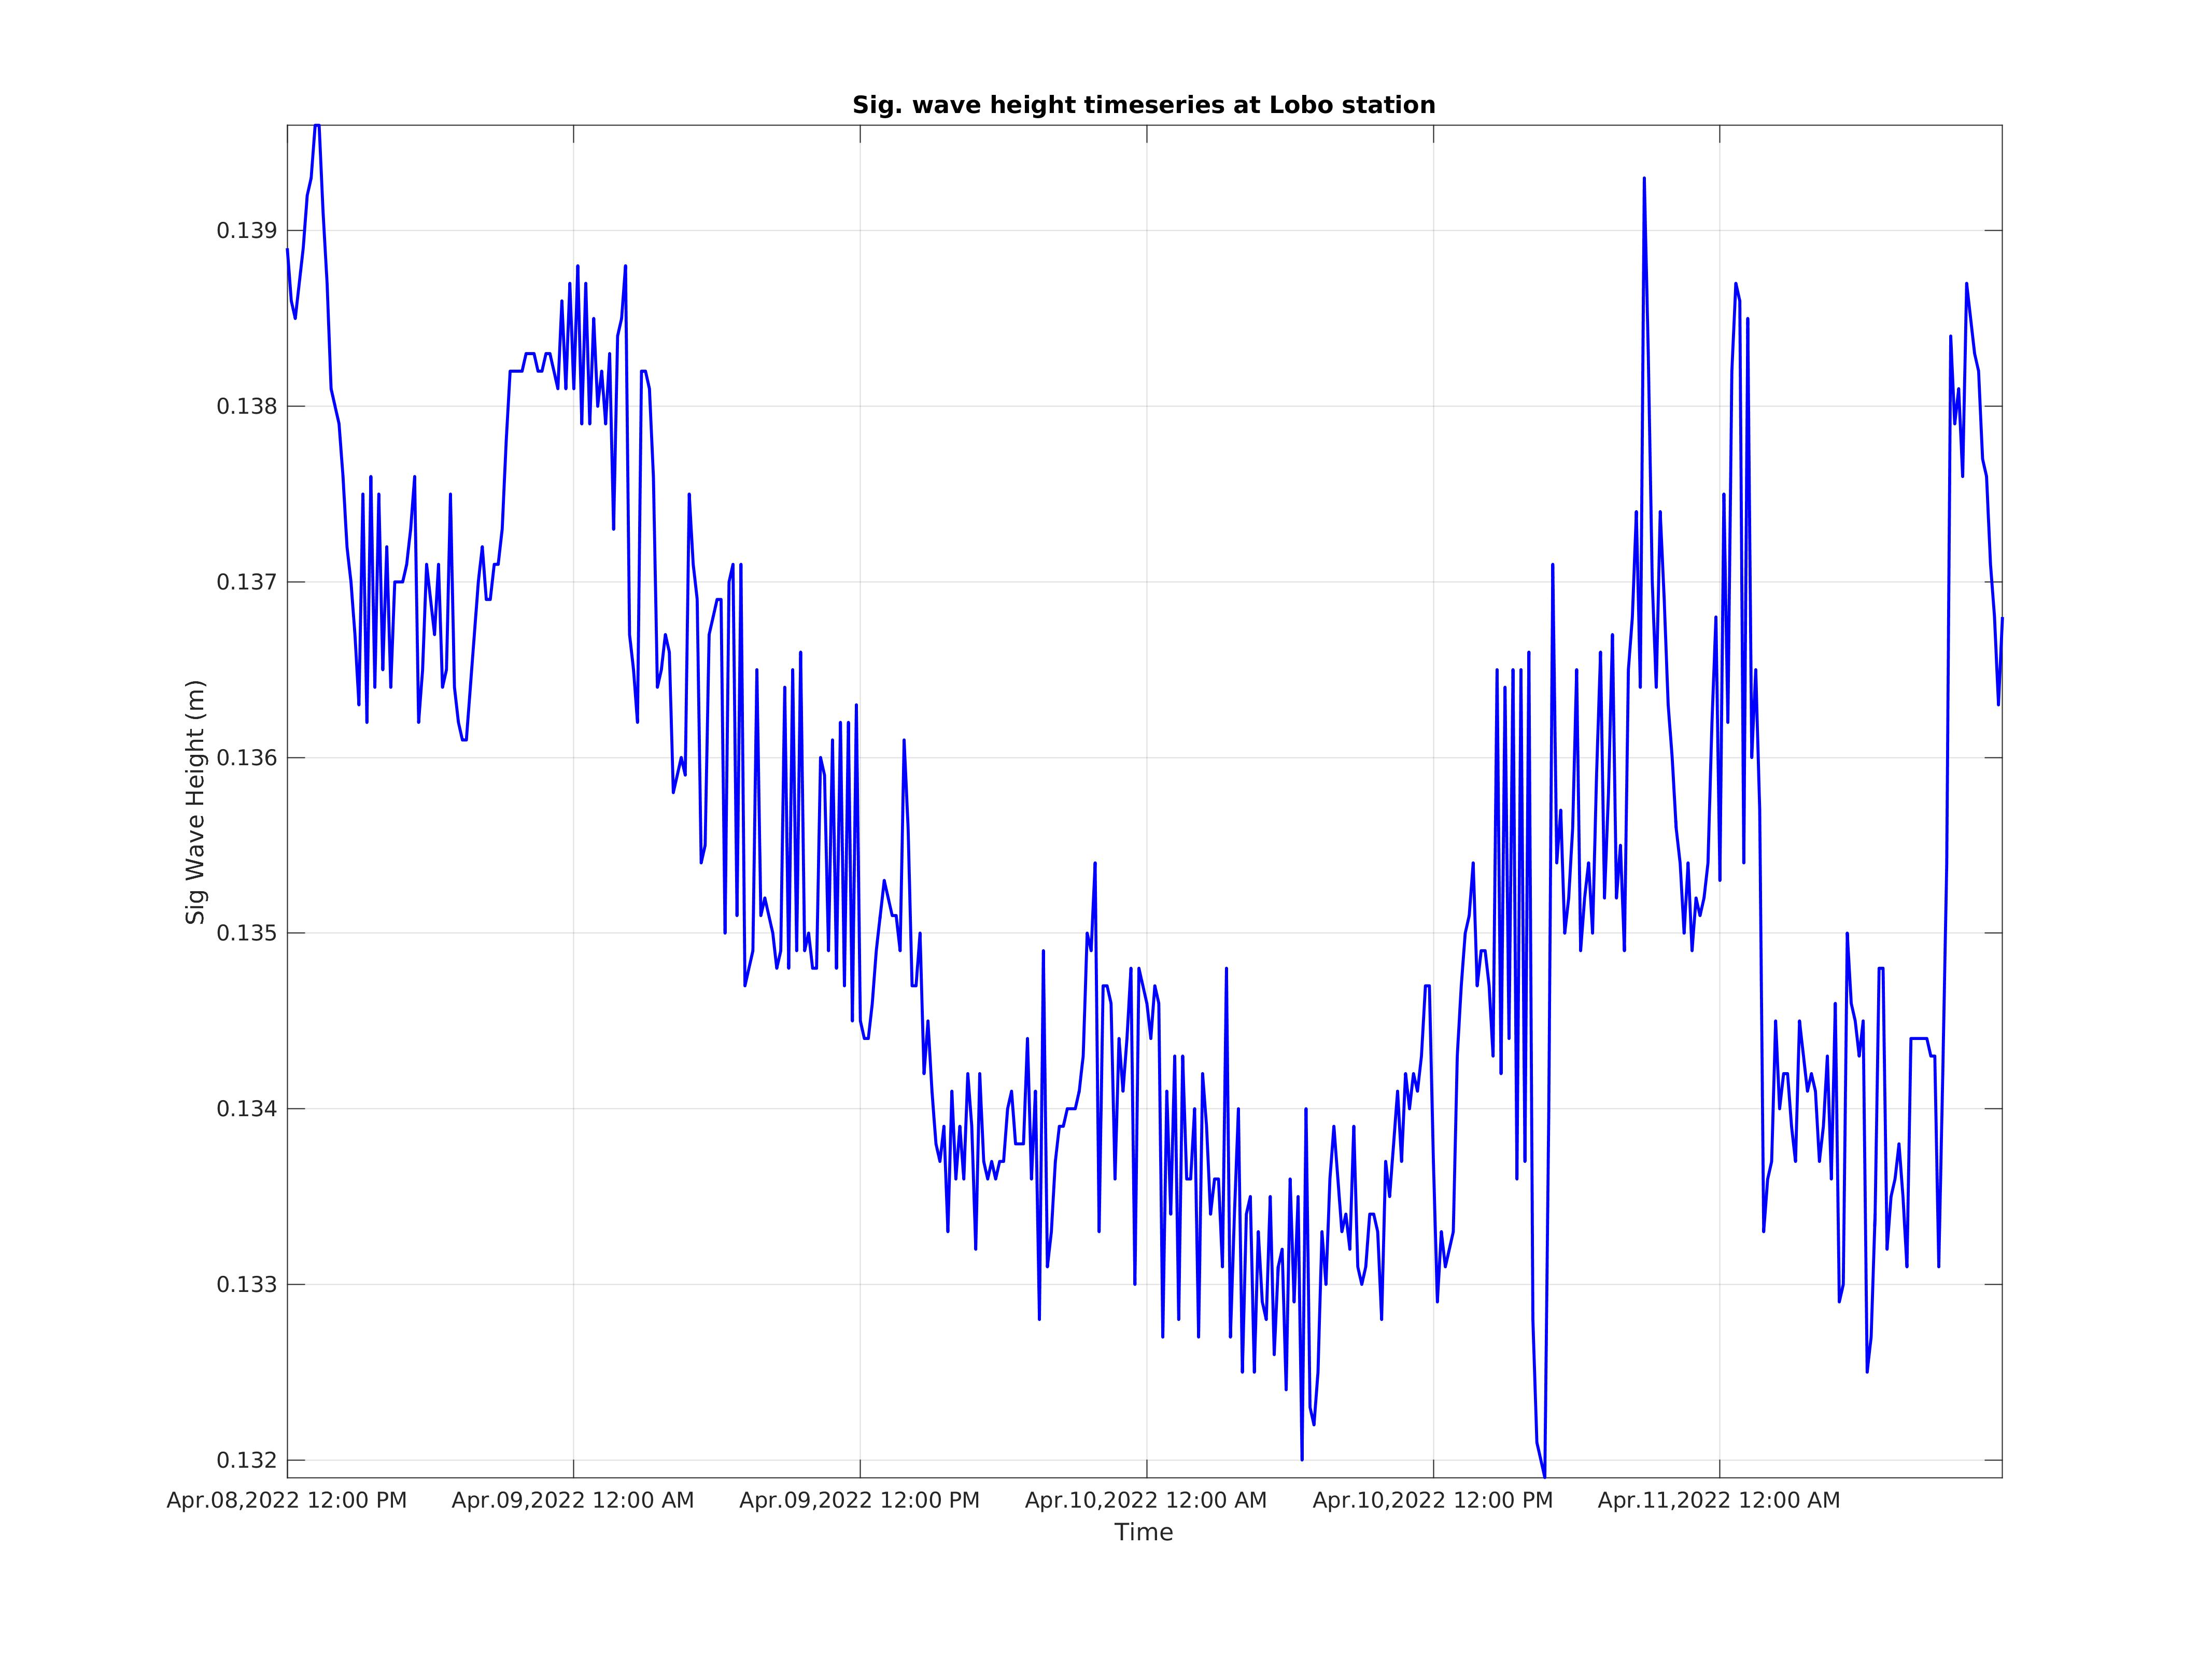 Sig. wave height timeseries at Lobo station
Sig Wave Height (m)
0.139
0.138
0.137
0.136
0.135
0.134
0.133
0.132
Apr.08,2022 12:00 PM Apr.09,2022 12:00 AM Apr.09,2022 12:00 PM Apr.10,2022 12:00 AM Apr.10,2022 12:00 PM Apr.11,2022 12:00 AM
Time